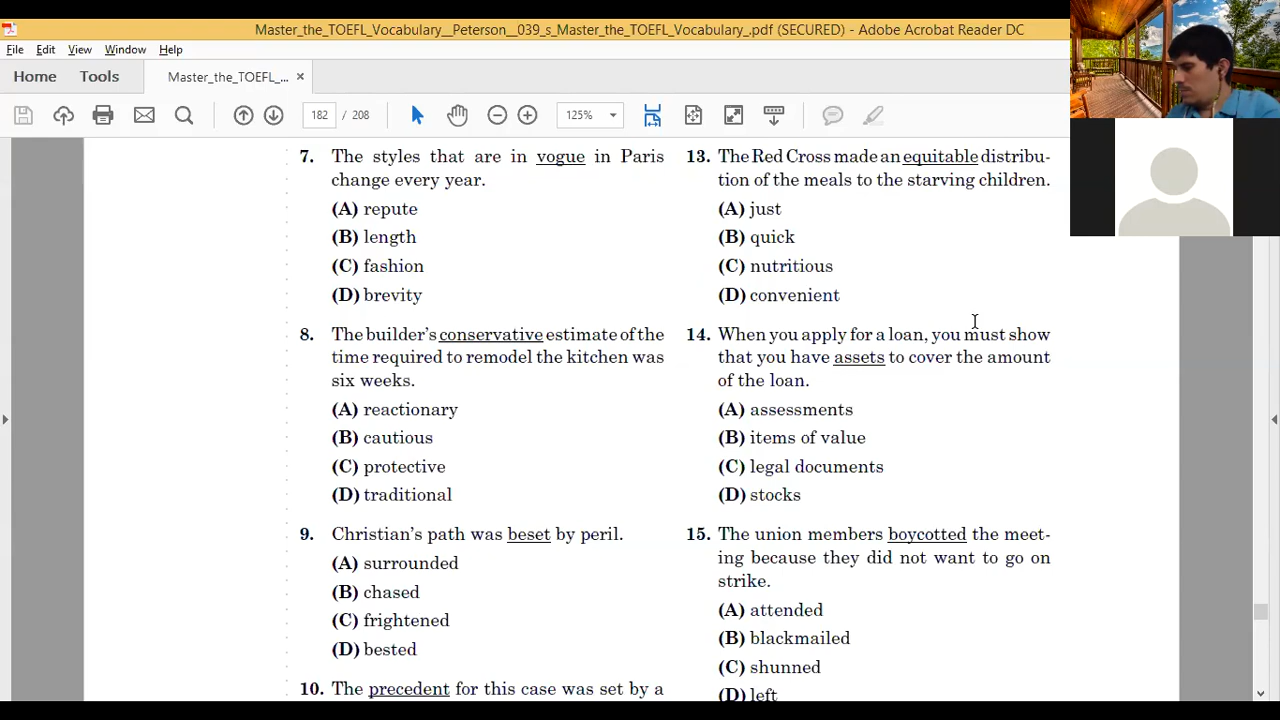 Master_the_TOEFL_Vocabulary__Peterson__039_s_Master_the_TOEFL_Vocabulary_.pdf (SECURED) - Adobe Acrobat Reader DC
File Edit View Window Help
Home Tools Master_the_TOEFL_... ×
182 / 208 125%
7. The styles that are in vogue in Paris
change every year.
(A) repute
(B) length
(C) fashion
(D) brevity
8. The builder's conservative estimate of the
time required to remodel the kitchen was
six weeks.
(A) reactionary
(B) cautious
(C) protective
(D) traditional
9. Christian's path was beset by peril.
(A) surrounded
(B) chased
(C) frightened
(D) bested
10. The precedent for this case was set by a
13. The Red Cross made an equitable distribu-
tion of the meals to the starving children.
(A) just
(B) quick
(C) nutritious
(D) convenient
14. When you apply for a loan, you must show
that you have assets to cover the amount
of the loan.
(A) assessments
(B) items of value
(C) legal documents
(D) stocks
15. The union members boycotted the meet-
ing because they did not want to go on
strike.
(A) attended
(B) blackmailed
(C) shunned
(D) left